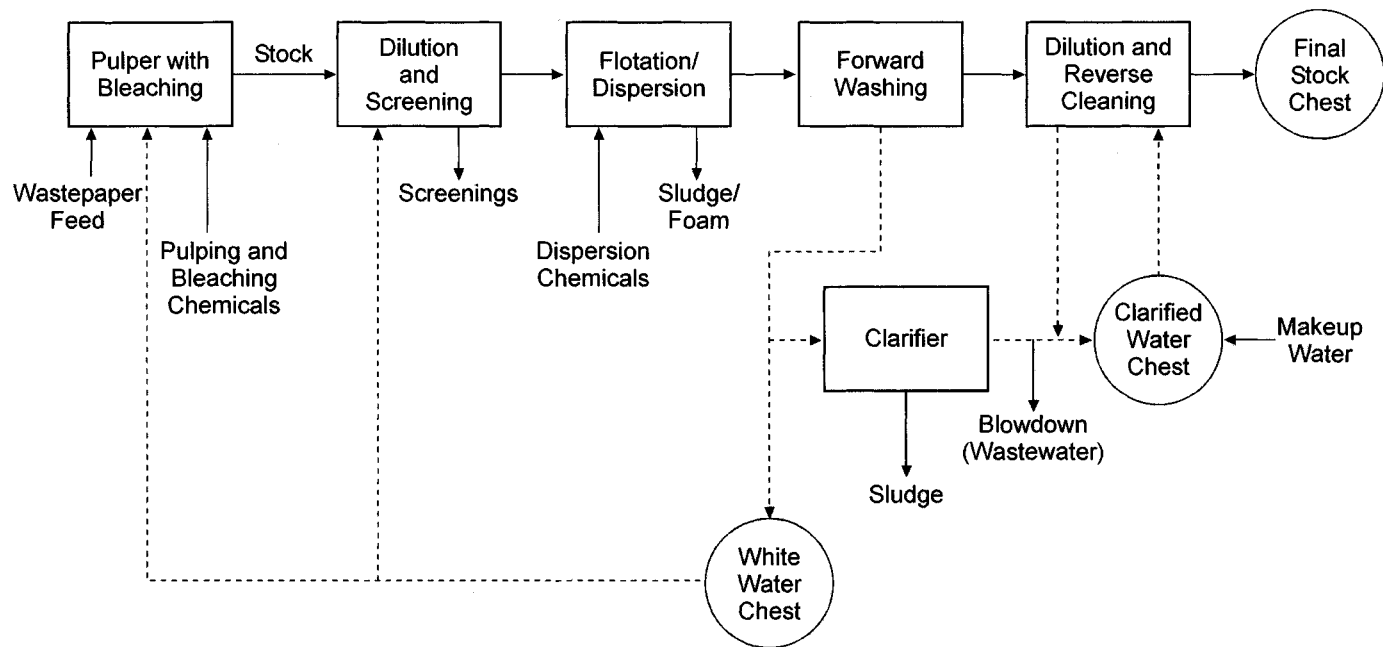 Pulper with
Bleaching
Stock
Dilution
and
Screening
Flotation/
Dispersion
Forward
Washing
Dilution and
Reverse
Cleaning
Final
Stock
Chest
Wastepaper
Feed
Pulping and
Bleaching
Chemicals
Screenings
Dispersion
Chemicals
Sludge/
Foam
Clarifier
Clarified
Water
Chest
Makeup
Water
Blowdown
(Wastewater)
Sludge
White
Water
Chest